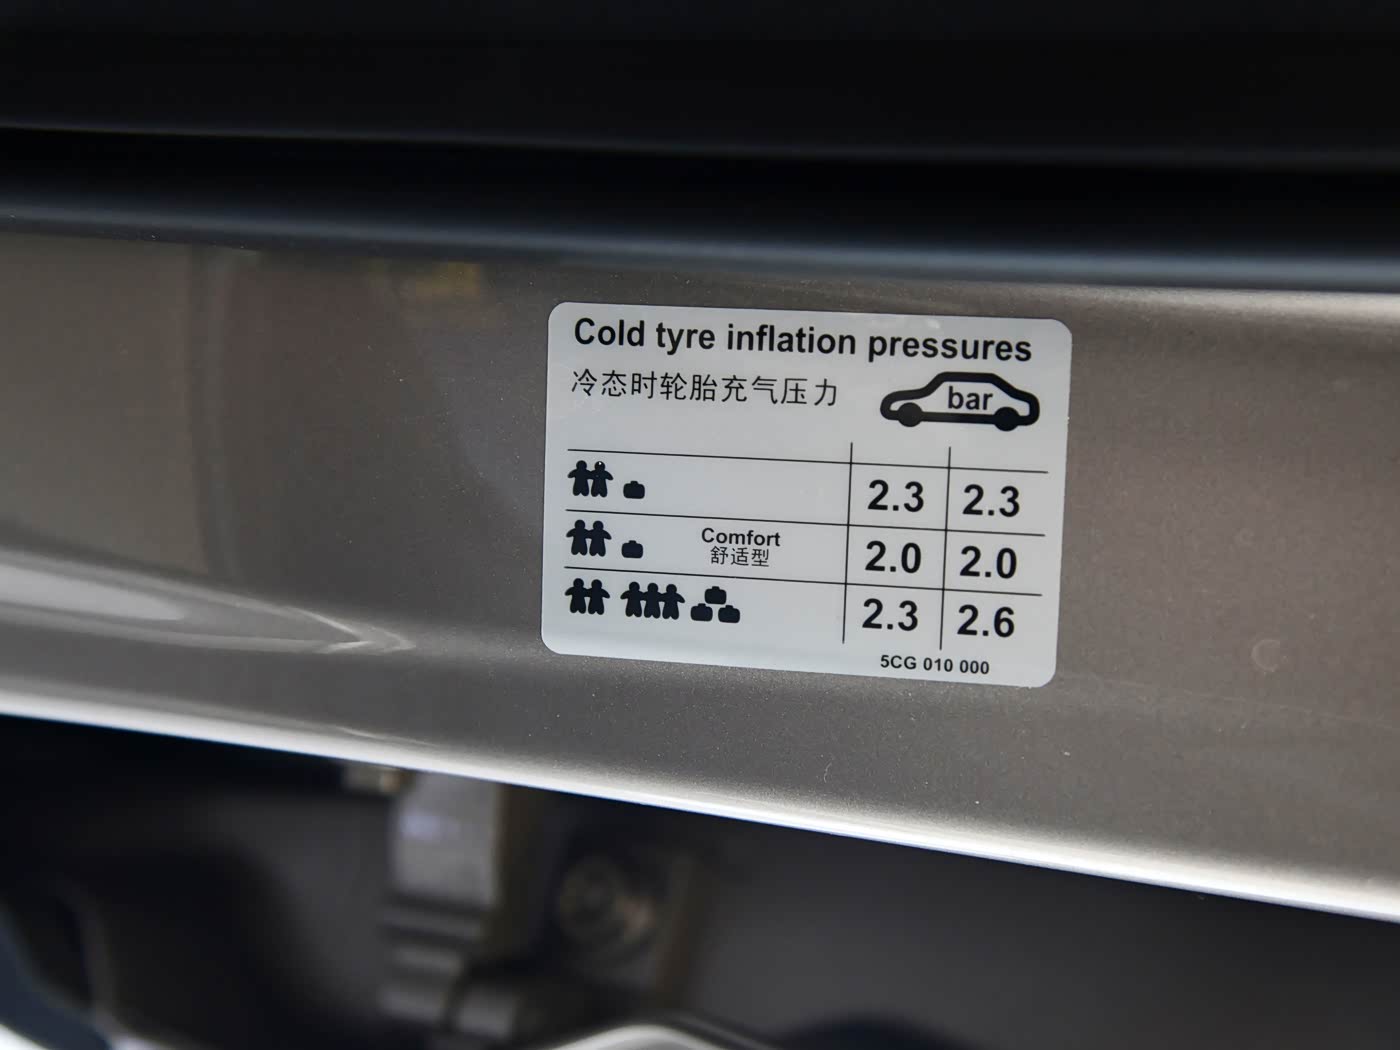 Cold tyre inflation pressures
冷态时轮胎充气压力
bar
2.3 2.3
Comfort 2.0 2.0
舒适型
2.3 2.6
5CG 010 000